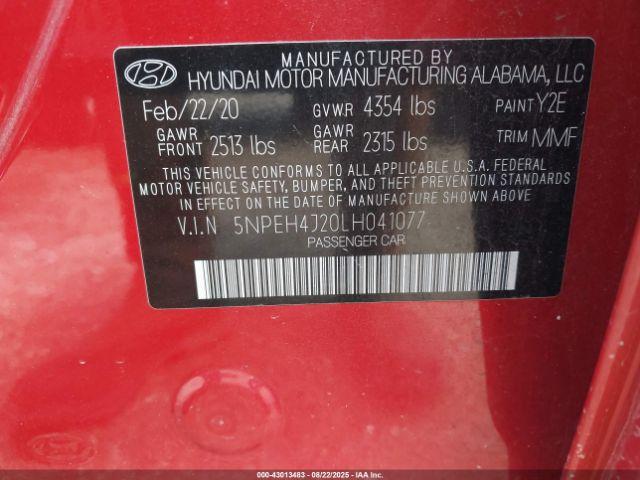 MANUFACTURED BY
HYUNDAI MOTOR MANUFACTURING ALABAMA, LLC
Feb/22/20 GVWR 4354 lbs PAINT Y2E
GAWR FRONT 2513 lbs GAWR REAR 2315 lbs TRIM MMF
THIS VEHICLE CONFORMS TO ALL APPLICABLE U.S.A. FEDERAL
MOTOR VEHICLE SAFETY, BUMPER, AND THEFT PREVENTION STANDARDS
IN EFFECT ON THE DATE OF MANUFACTURE SHOWN ABOVE
V.I.N 5NPEH4J20LH041077
PASSENGER CAR
000-43013483 - 08/22/2025 - IAAI.COM